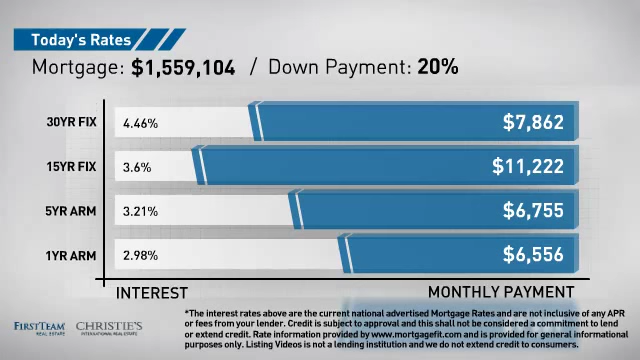 Today's Rates
Mortgage: $1,559,104 / Down Payment: 20%
30YR FIX 4.46% $7,862
15YR FIX 3.6% $11,222
5YR ARM 3.21% $6,755
1YR ARM 2.98% $6,556
INTEREST MONTHLY PAYMENT
*The interest rates above are the current national advertised Mortgage Rates and are not inclusive of any APR
or fees from your lender. Credit is subject to approval and this shall not be considered a commitment to lend
or extend credit. Rate information provided by www.mortgagefit.com and is provided for general informational
purposes only. Listing Videos is not a lending institution and we do not extend credit to consumers.
FIRSTTEAM CHRISTIE'S
REAL ESTATE INTERNATIONAL REAL ESTATE